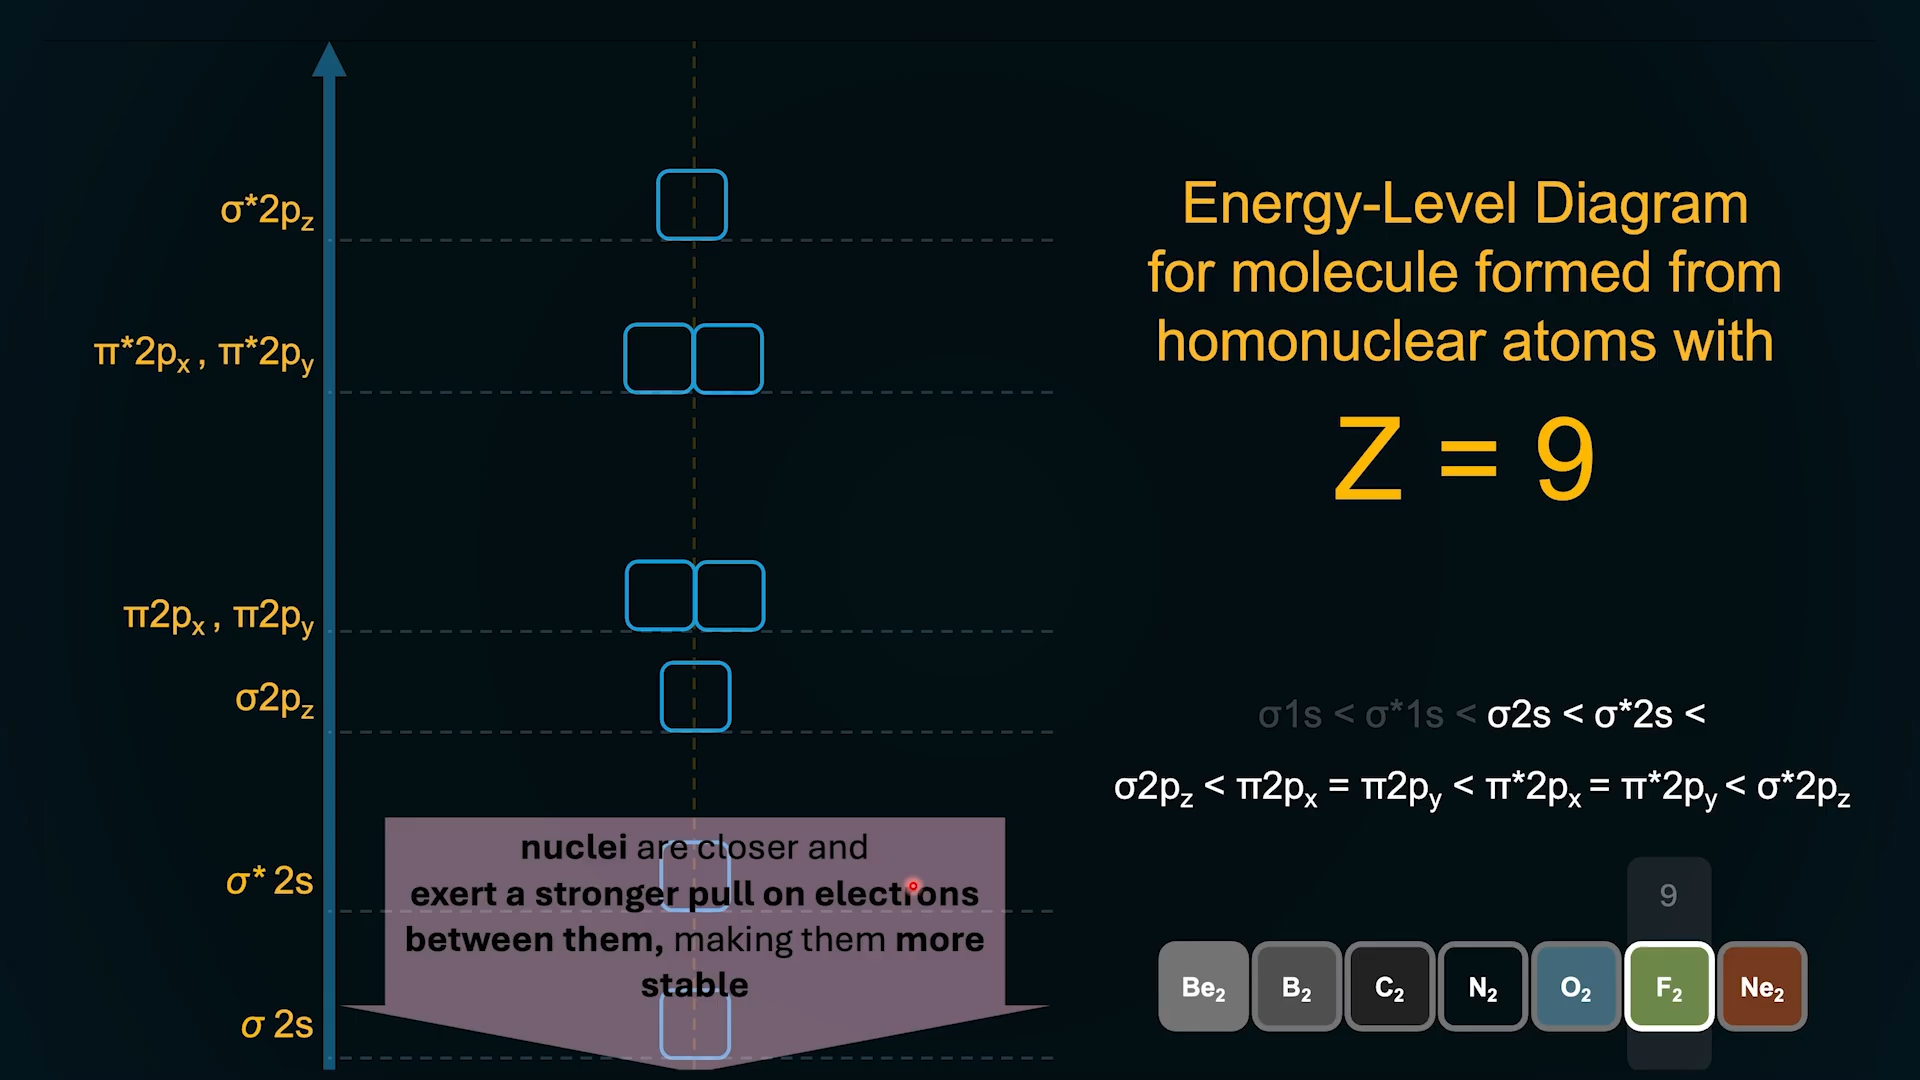 σ*2pz
π*2px , π*2py
π2px , π2py
σ2pz
σ* 2s
σ 2s
nuclei are closer and
exert a stronger pull on electrons
between them, making them more
stable
Energy-Level Diagram
for molecule formed from
homonuclear atoms with
Z = 9
σ1s < σ*1s < σ2s < σ*2s <
σ2pz < π2px = π2py < π*2px = π*2py < σ*2pz
9
Be2 B2 C2 N2 O2 F2 Ne2